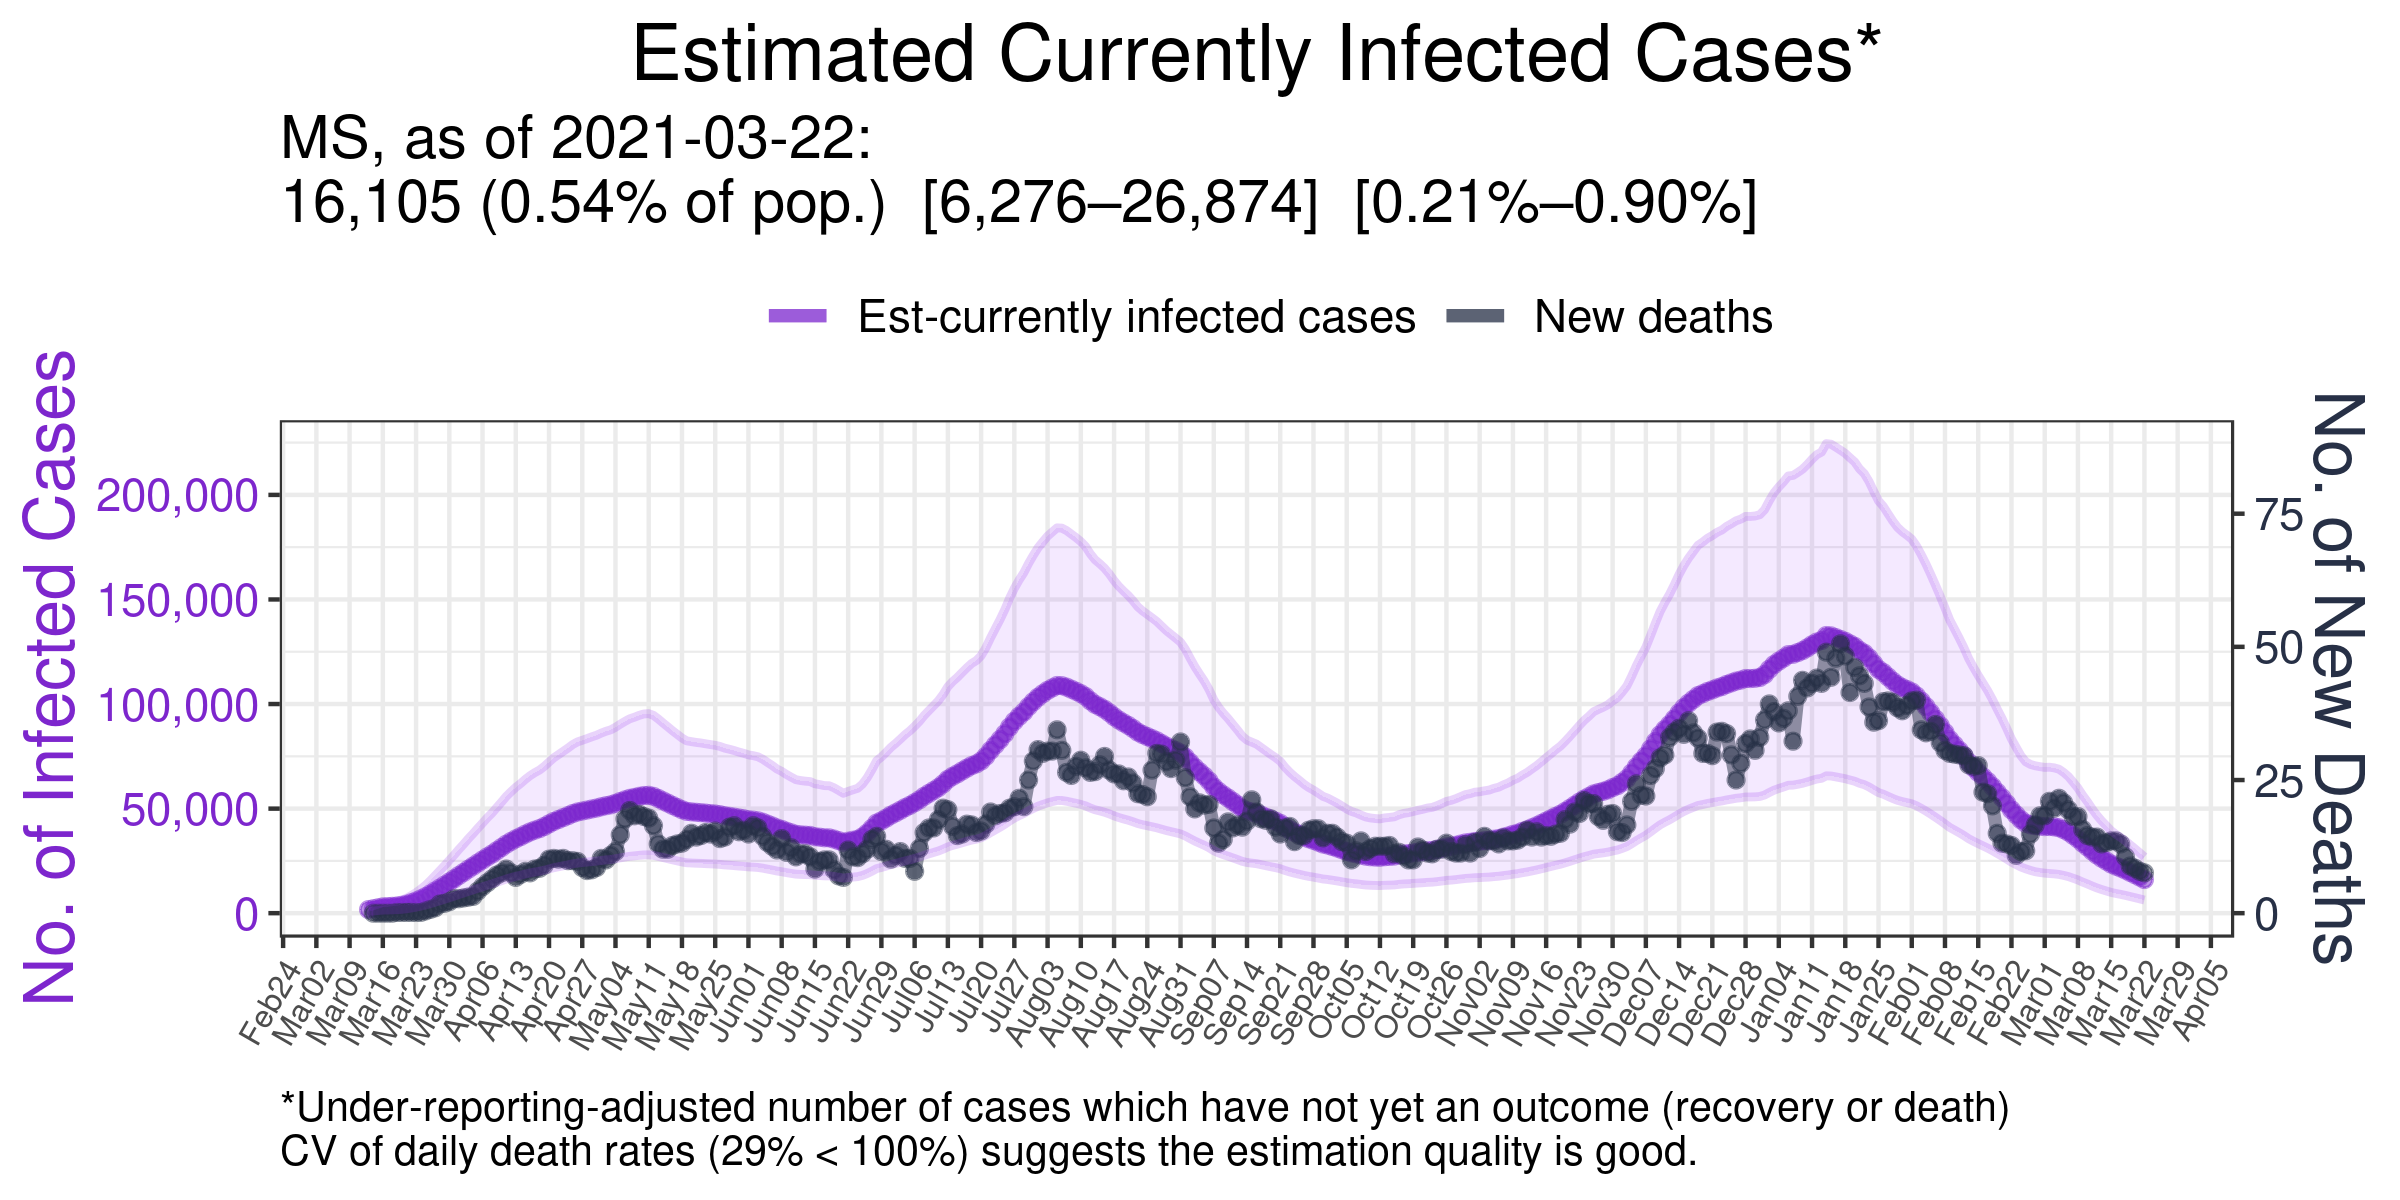 Estimated Currently Infected Cases*
MS, as of 2021-03-22:
16,105 (0.54% of pop.) [6,276–26,874] [0.21%–0.90%]
Est-currently infected cases
New deaths
No. of Infected Cases
200,000
150,000
100,000
50,000
0
75
50
25
0
No. of New Deaths
Feb24
Mar02
Mar09
Mar16
Mar23
Mar30
Apr06
Apr13
Apr20
Apr27
May04
May11
May18
May25
Jun01
Jun08
Jun15
Jun22
Jun29
Jul06
Jul13
Jul20
Jul27
Aug03
Aug10
Aug17
Aug24
Aug31
Sep07
Sep14
Sep21
Sep28
Oct05
Oct12
Oct19
Oct26
Nov02
Nov09
Nov16
Nov23
Nov30
Dec07
Dec14
Dec21
Dec28
Jan04
Jan11
Jan18
Jan25
Feb01
Feb08
Feb15
Feb22
Mar01
Mar08
Mar15
Mar22
Mar29
Apr05
*Under-reporting-adjusted number of cases which have not yet an outcome (recovery or death)
CV of daily death rates (29% < 100%) suggests the estimation quality is good.